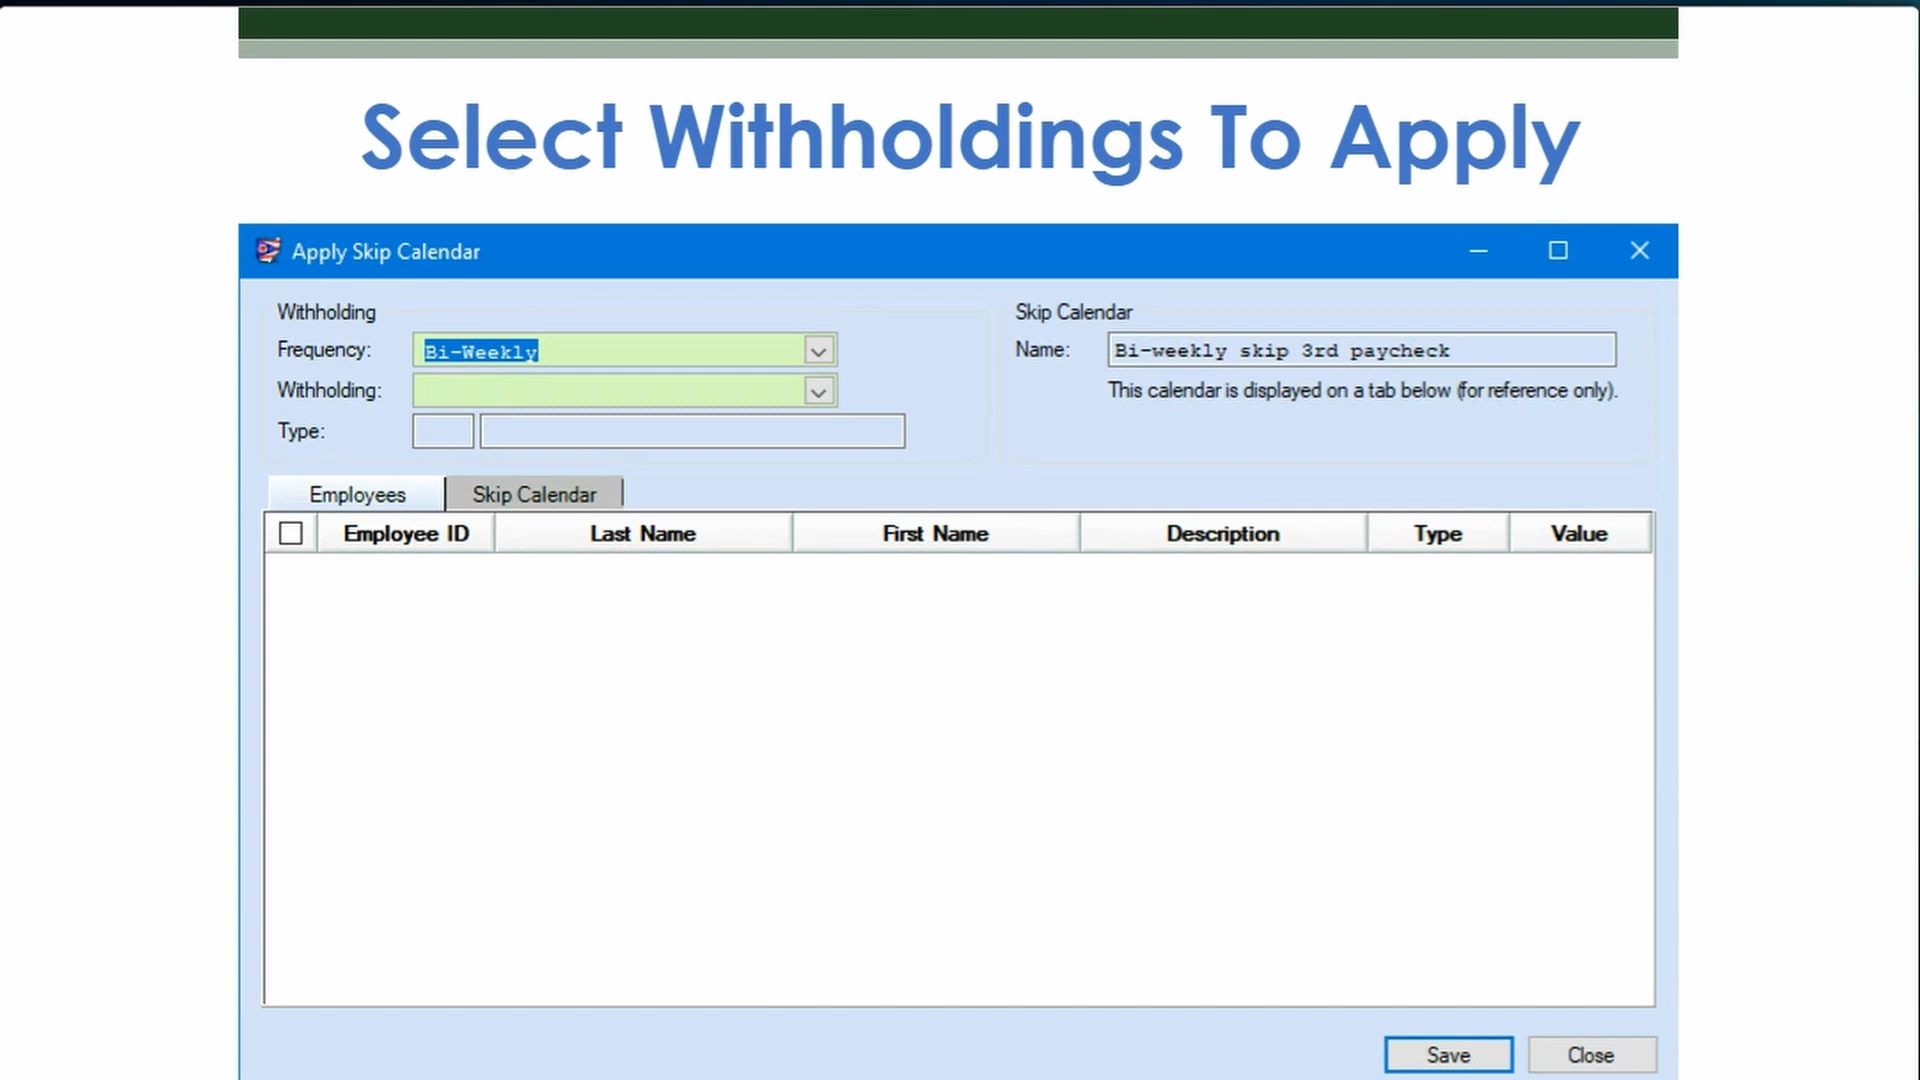 Select Withholdings To Apply
Apply Skip Calendar
Withholding
Frequency: Bi-Weekly
Withholding:
Type:
Skip Calendar
Name: Bi-weekly skip 3rd paycheck
This calendar is displayed on a tab below (for reference only).
Employees Skip Calendar
Employee ID Last Name First Name Description Type Value
Save Close